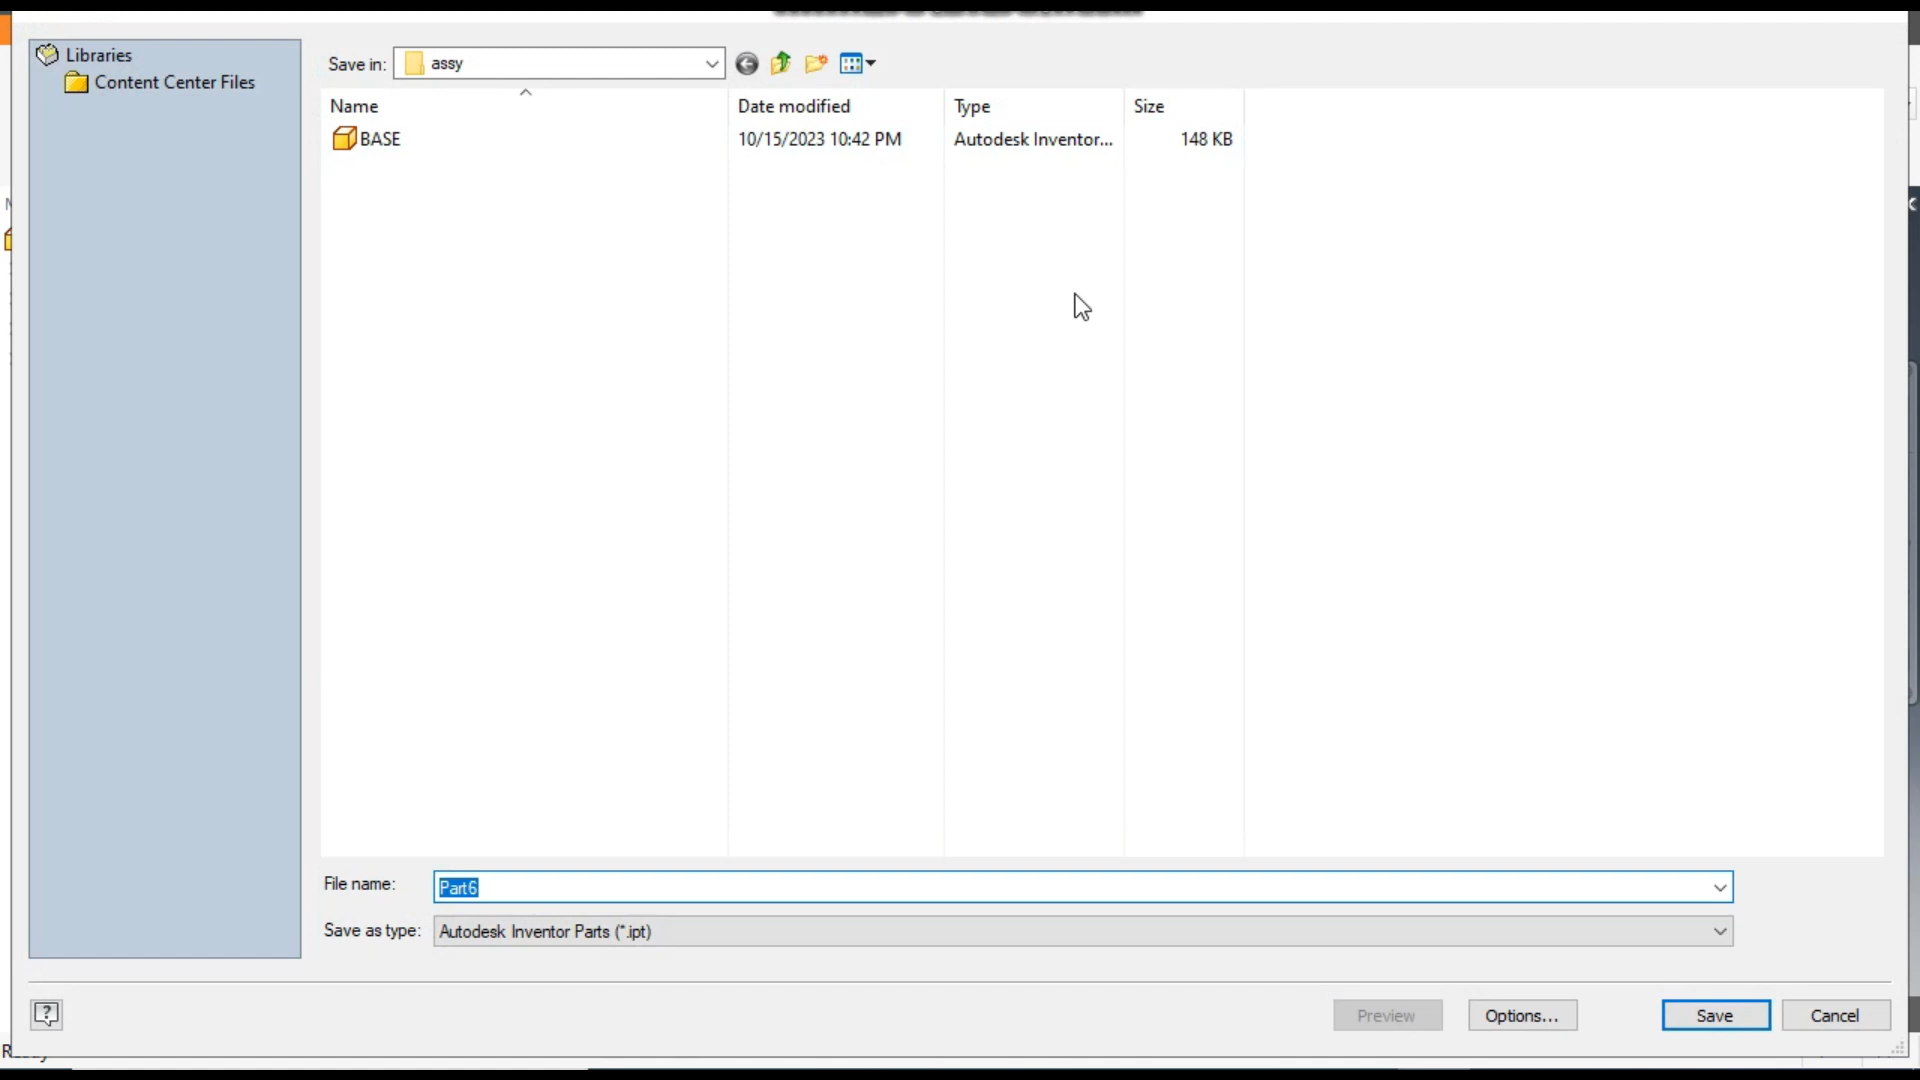 Libraries
Content Center Files
Save in: assy
Name Date modified Type Size
BASE 10/15/2023 10:42 PM Autodesk Inventor... 148 KB
File name: Part6
Save as type: Autodesk Inventor Parts (*.ipt)
Preview Options... Save Cancel